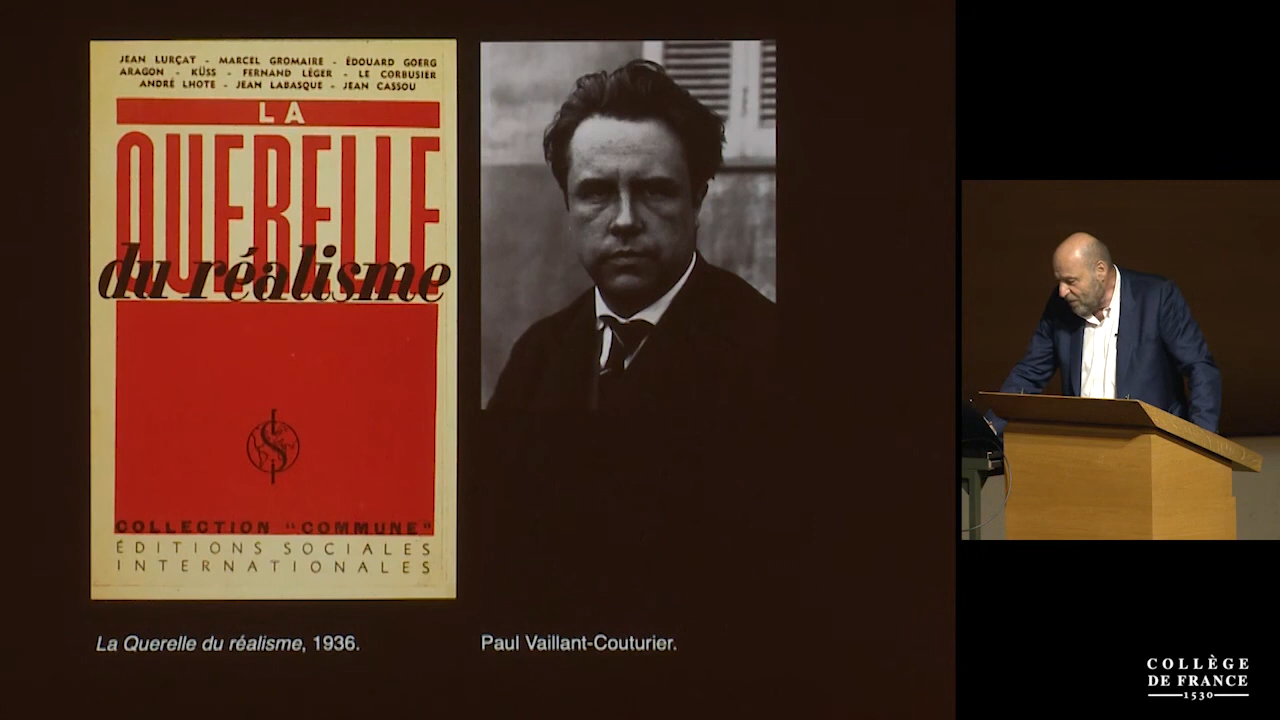 JEAN LURÇAT - MARCEL GROMAIRE - ÉDOUARD GOERG
ARAGON - KÜSS - FERNAND LÉGER - LE CORBUSIER
ANDRÉ LHOTE - JEAN LABASQUE - JEAN CASSOU
LA
QUERELLE
du réalisme
COLLECTION "COMMUNE"
ÉDITIONS SOCIALES
INTERNATIONALES
La Querelle du réalisme, 1936.
Paul Vaillant-Couturier.
COLLÈGE
DE FRANCE
1530